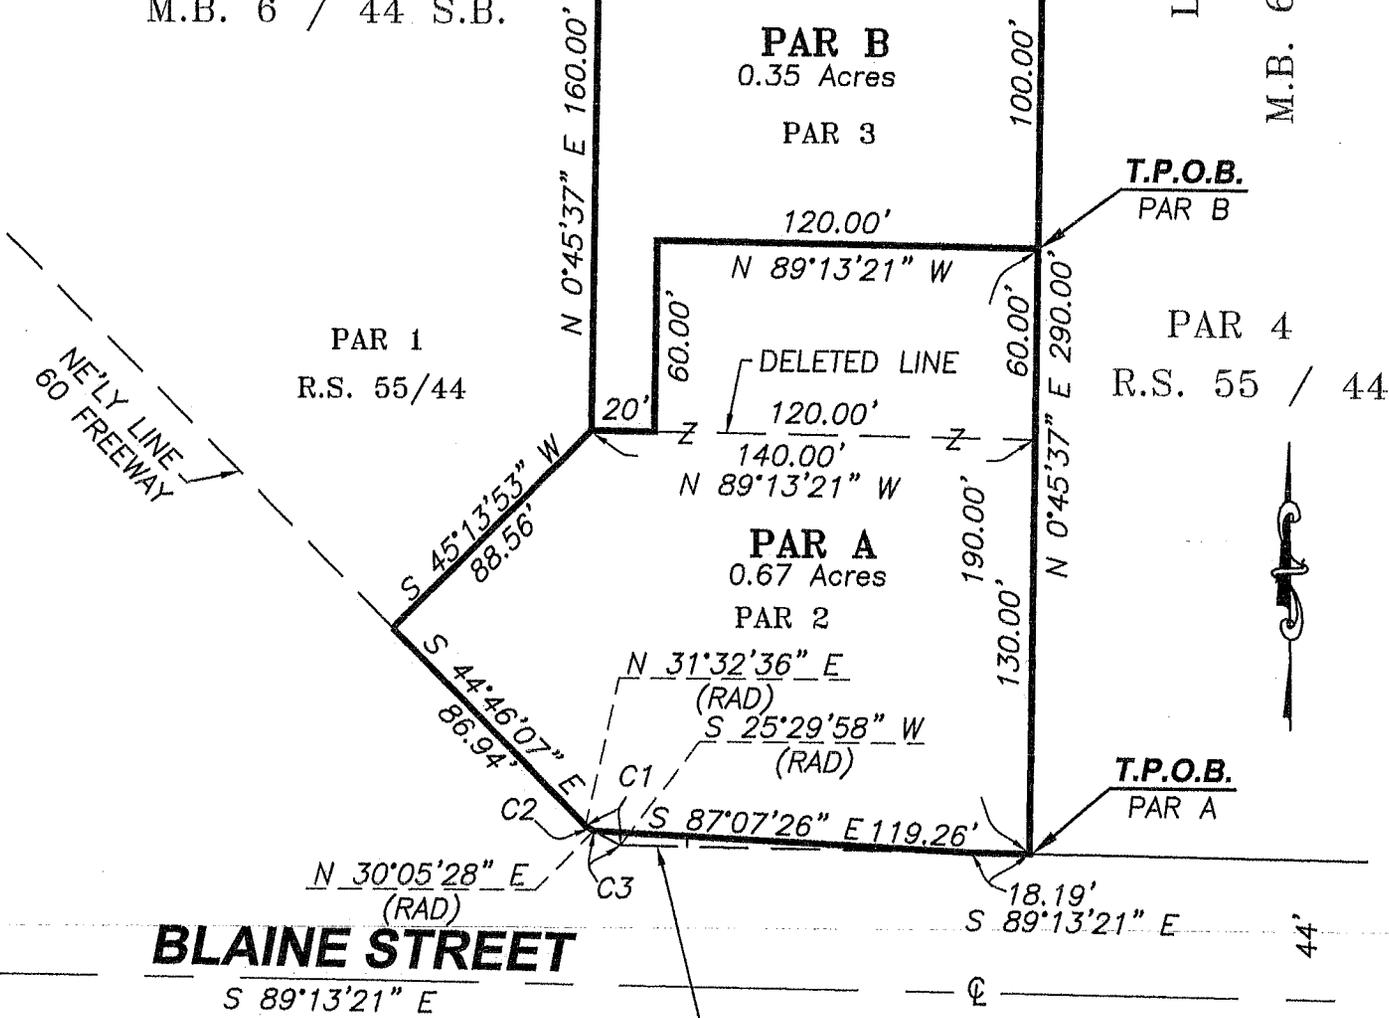 M.B. 6 / 44 S.B.
N 0°45'37" E 160.00'
PAR B
0.35 Acres
PAR 3
100.00'
L
M.B. 6
T.P.O.B.
PAR B
120.00'
N 89°13'21" W
60.00'
60.00'
N 0°45'37" E 290.00'
PAR 4
R.S. 55 / 44
PAR 1
R.S. 55/44
NE'LY LINE
60 FREEWAY
DELETED LINE
20'
120.00'
140.00'
N 89°13'21" W
S 45°13'53" W
88.56'
190.00'
PAR A
0.67 Acres
PAR 2
130.00'
S 44°46'07" E
86.94'
N 31°32'36" E
(RAD)
S 25°29'58" W
(RAD)
C1
C2
S 87°07'26" E 119.26'
T.P.O.B.
PAR A
N 30°05'28" E
(RAD)
C3
18.19'
S 89°13'21" E
44'
BLAINE STREET
S 89°13'21" E
℄